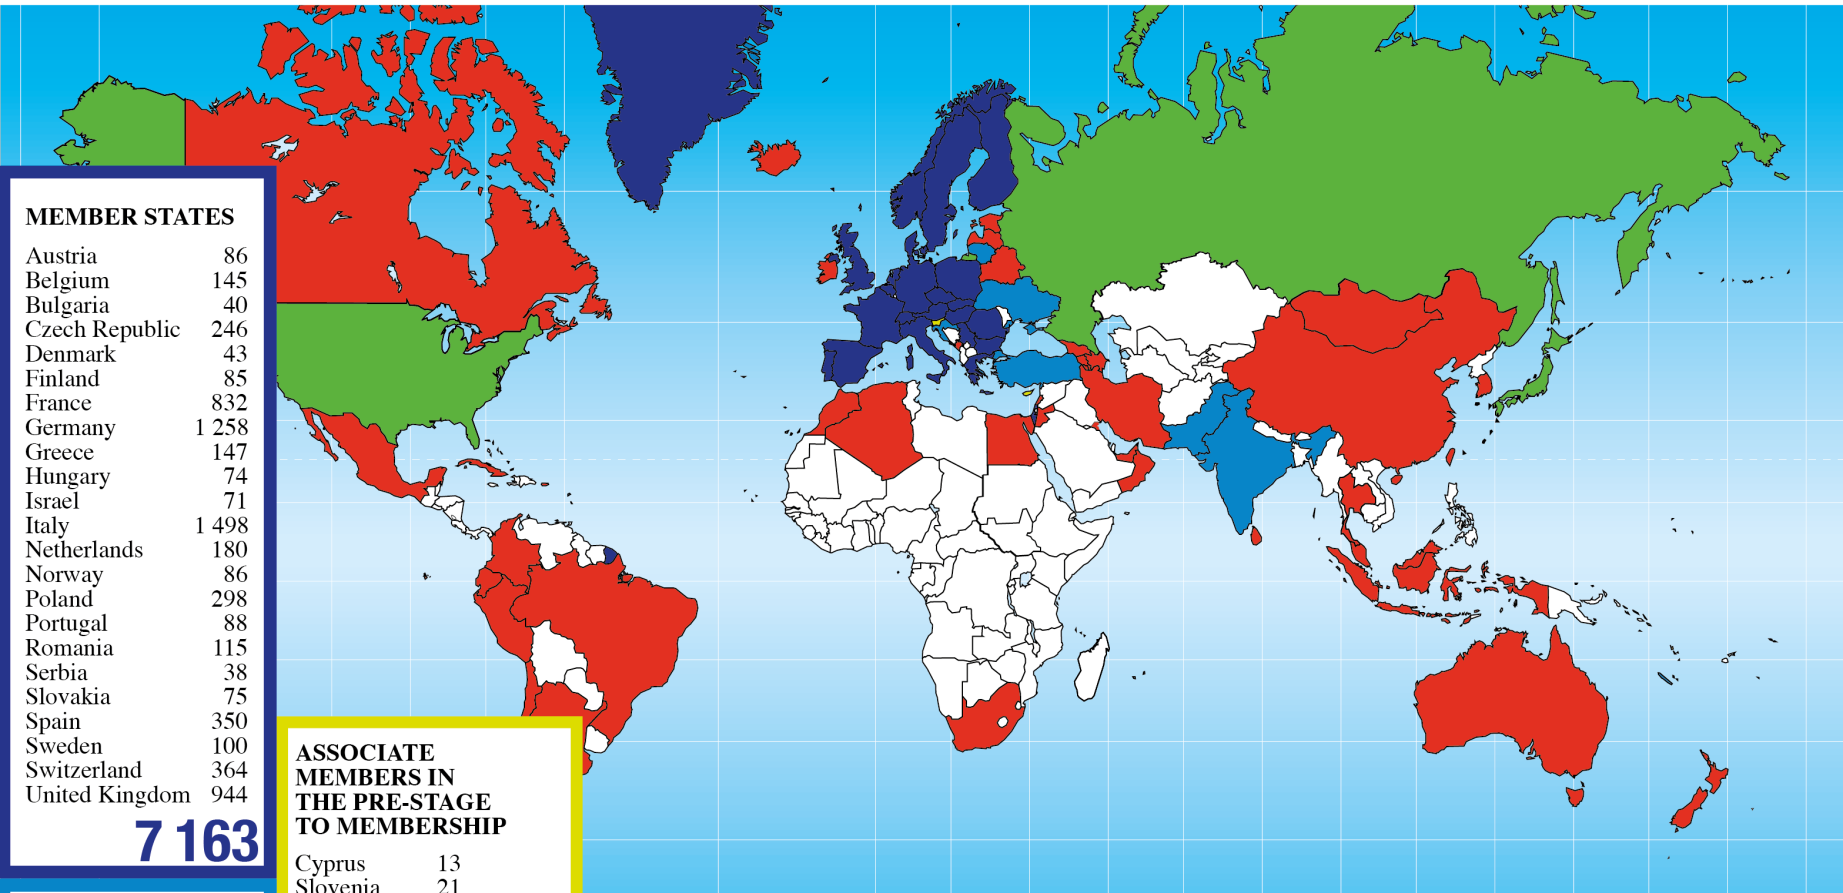 MEMBER STATES
Austria 86
Belgium 145
Bulgaria 40
Czech Republic 246
Denmark 43
Finland 85
France 832
Germany 1 258
Greece 147
Hungary 74
Israel 71
Italy 1 498
Netherlands 180
Norway 86
Poland 298
Portugal 88
Romania 115
Serbia 38
Slovakia 75
Spain 350
Sweden 100
Switzerland 364
United Kingdom 944
7 163
ASSOCIATE
MEMBERS IN
THE PRE-STAGE
TO MEMBERSHIP
Cyprus 13
Slovenia 21